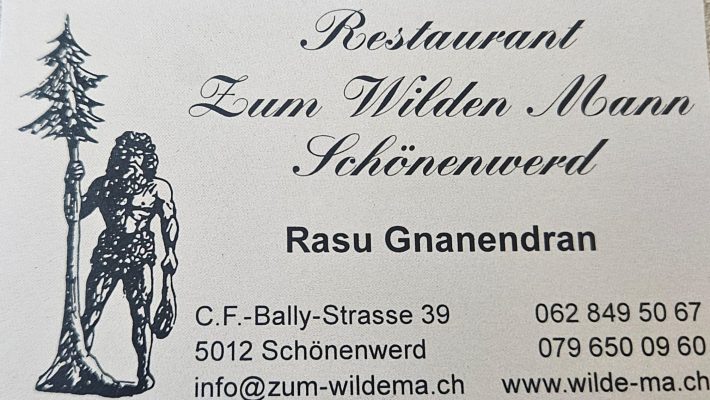 Restaurant
Zum Wilden Mann
Schönenwerd
Rasu Gnanendran
C.F.-Bally-Strasse 39 062 849 50 67
5012 Schönenwerd 079 650 09 60
info@zum-wildema.ch www.wilde-ma.ch